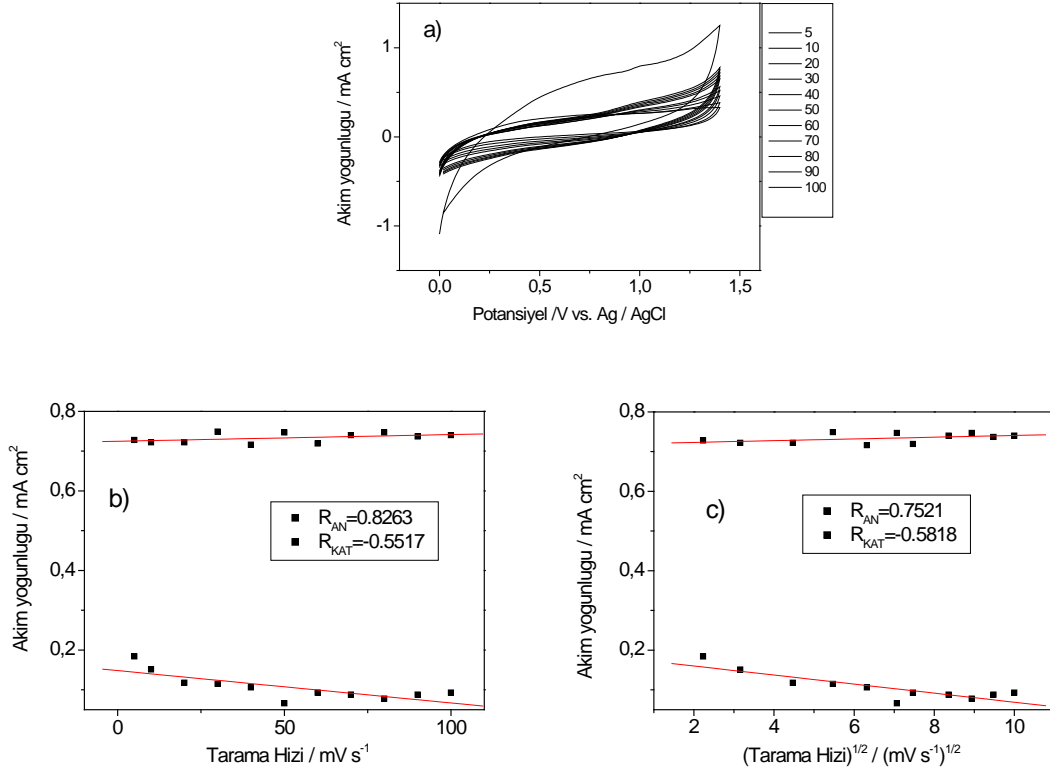 a)
Akim yogunlugu / mA cm²
1
0
-1
0,0 0,5 1,0 1,5
Potansiyel /V vs. Ag / AgCl
5
10
20
30
40
50
60
70
80
90
100
b)
Akim yogunlugu / mA cm²
0,8
0,6
0,4
0,2
R_AN=0.8263
R_KAT=-0.5517
0 50 100
Tarama Hizi / mV s⁻¹
c)
Akim yogunlugu / mA cm²
0,8
0,6
0,4
0,2
R_AN=0.7521
R_KAT=-0.5818
2 4 6 8 10
(Tarama Hizi)¹/² / (mV s⁻¹)¹/²